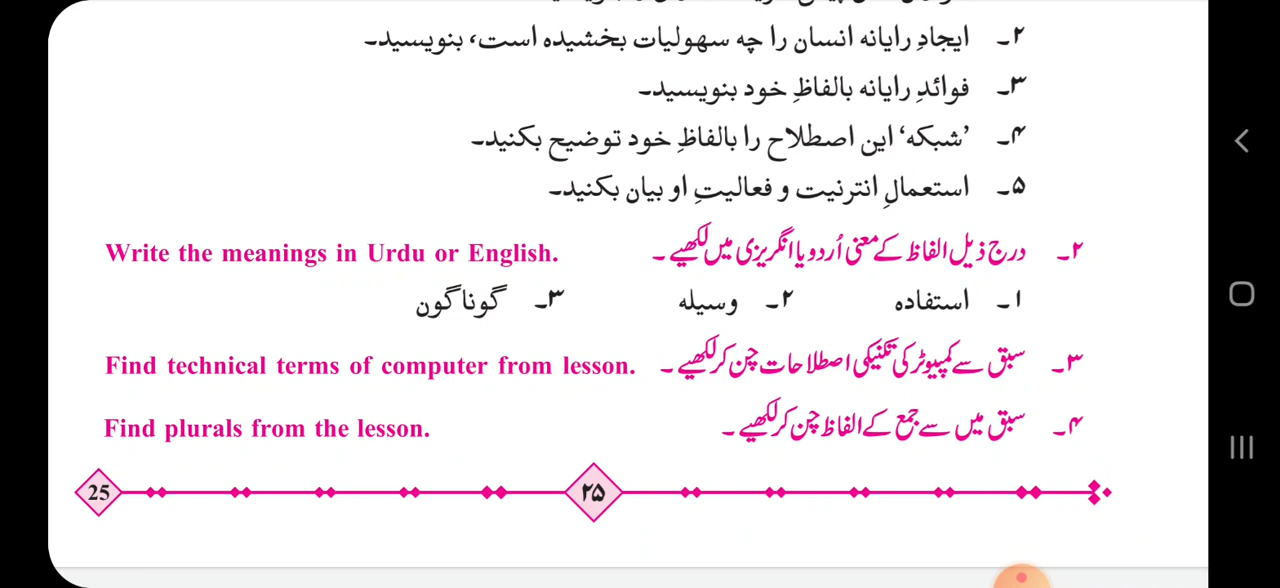 ۲۔ ایجادِ رایانه انسان را چه سهولیات بخشیده است، بنویسید۔
۳۔ فوائدِ رایانه بالفاظِ خود بنویسید۔
۴۔ ’شبکه‘ این اصطلاح را بالفاظِ خود توضیح بکنید۔
۵۔ استعمالِ انترنیت و فعالیتِ او بیان بکنید۔
۲۔ درج ذیل الفاظ کے معنی اُردو یا انگریزی میں لکھیے۔ Write the meanings in Urdu or English.
۱۔ استفاده ۲۔ وسیله ۳۔ گوناگون
۳۔ سبق سے کمپیوٹر کی تکنیکی اصطلاحات چن کر لکھیے۔ Find technical terms of computer from lesson.
۴۔ سبق میں سے جمع کے الفاظ چن کر لکھیے۔ Find plurals from the lesson.
25 ۲۵